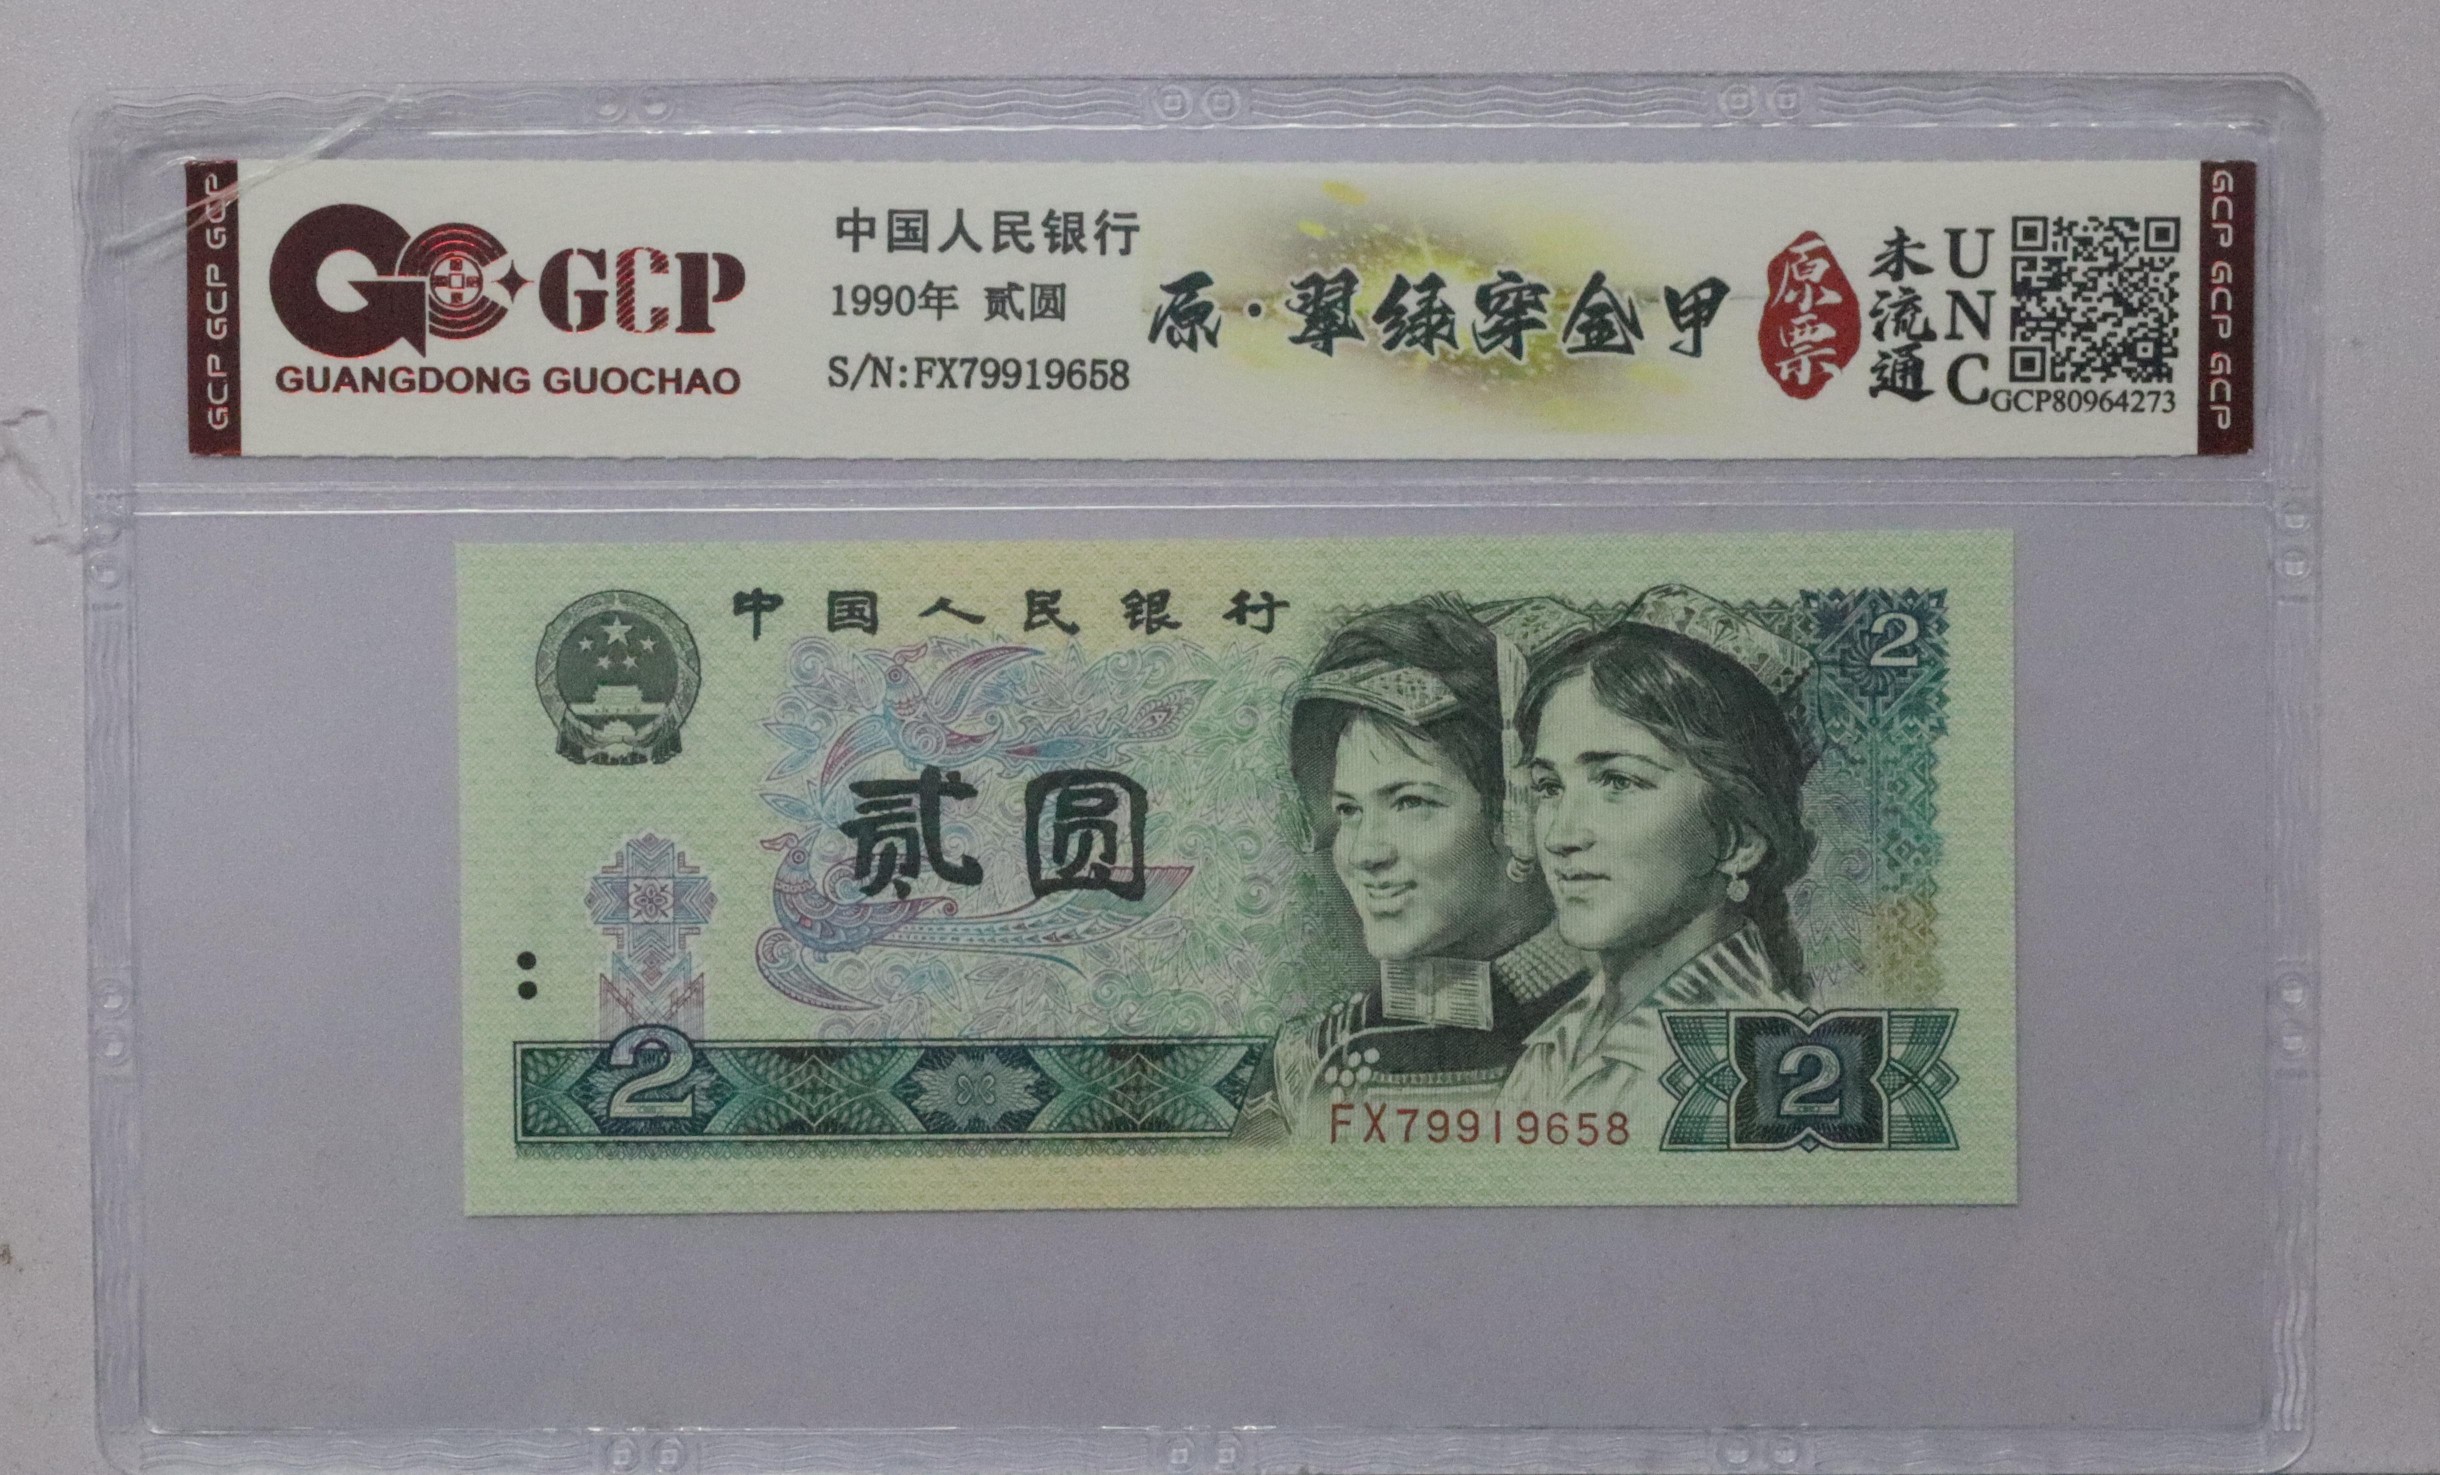 GCP GCP GCP
GCP
GUANGDONG GUOCHAO
中国人民银行
1990年 贰圆
S/N:FX79919658
原·翠绿穿金甲
原票
未流通
UNC
GCP80964273
GCP GCP GCP
中国人民银行
2
贰圆
2
FX79919658
2